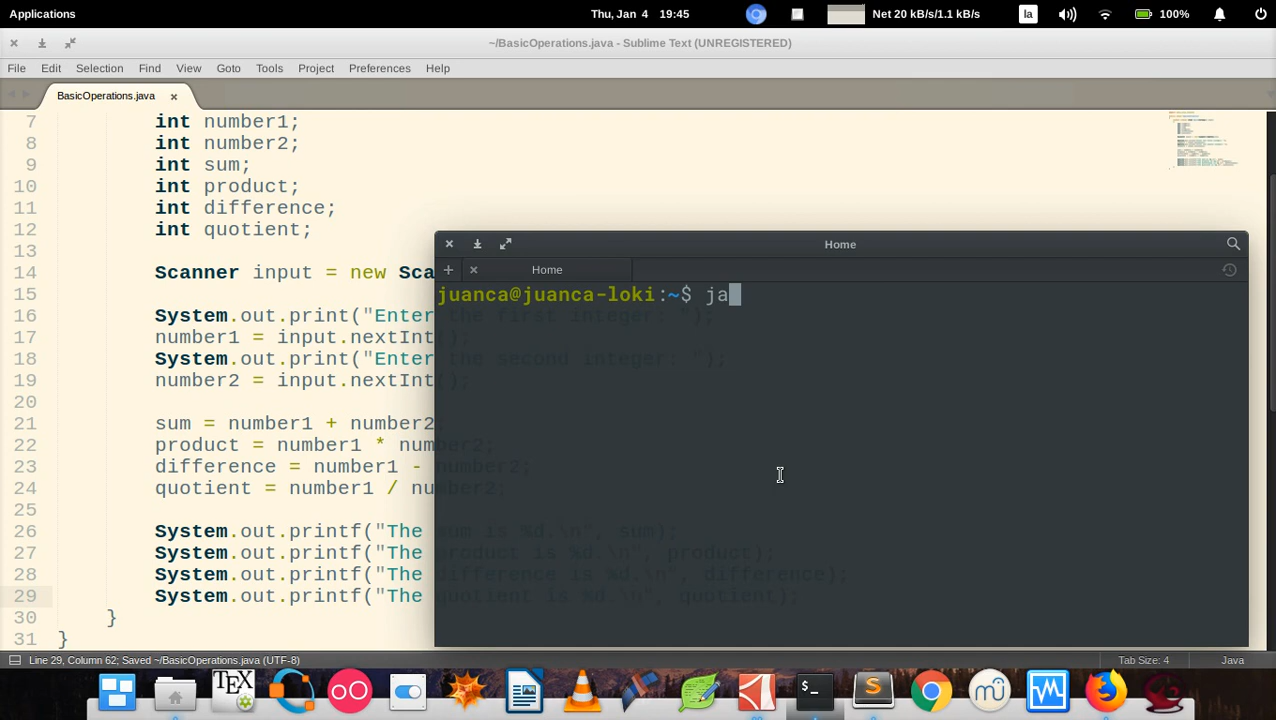 Applications
Thu, Jan 4 19:45
Net 20 kB/s/1.1 kB/s
la
100%
~/BasicOperations.java - Sublime Text (UNREGISTERED)
File Edit Selection Find View Goto Tools Project Preferences Help
BasicOperations.java
7 int number1;
8 int number2;
9 int sum;
10 int product;
11 int difference;
12 int quotient;
13
14 Scanner input = new Sca
15
16 System.out.print("Enter the first integer: ");
17 number1 = input.nextInt();
18 System.out.print("Enter the second integer: ");
19 number2 = input.nextInt();
20
21 sum = number1 + number2;
22 product = number1 * number2;
23 difference = number1 - number2;
24 quotient = number1 / number2;
25
26 System.out.printf("The sum is %d.\n", sum);
27 System.out.printf("The product is %d.\n", product);
28 System.out.printf("The difference is %d.\n", difference);
29 System.out.printf("The quotient is %d.\n", quotient);
30 }
31 }
Home
Home
juanca@juanca-loki:~$ ja
Line 29, Column 62; Saved ~/BasicOperations.java (UTF-8)
Tab Size: 4
Java
TEX